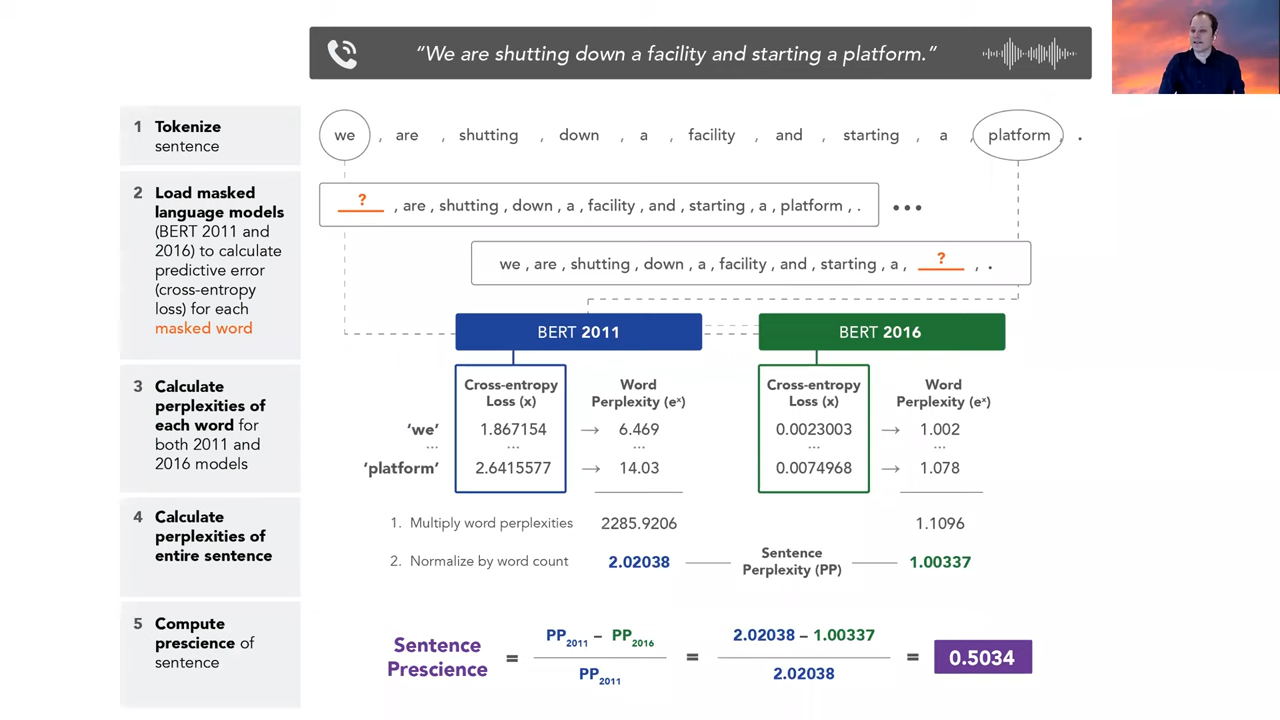 “We are shutting down a facility and starting a platform.”
1 Tokenize
sentence
we , are , shutting , down , a , facility , and , starting , a , platform , .
2 Load masked
language models
(BERT 2011 and
2016) to calculate
predictive error
(cross-entropy
loss) for each
masked word
? , are , shutting , down , a , facility , and , starting , a , platform , . •••
we , are , shutting , down , a , facility , and , starting , a , ? , .
BERT 2011
BERT 2016
3 Calculate
perplexities of
each word for
both 2011 and
2016 models
Cross-entropy Word Cross-entropy Word
Loss (x) Perplexity (eˣ) Loss (x) Perplexity (eˣ)
‘we’ 1.867154 → 6.469 0.0023003 → 1.002
... ... ... ... ...
‘platform’ 2.6415577 → 14.03 0.0074968 → 1.078
4 Calculate
perplexities of
entire sentence
1. Multiply word perplexities 2285.9206 1.1096
2. Normalize by word count 2.02038 Sentence Perplexity (PP) 1.00337
5 Compute
prescience of
sentence
Sentence
Prescience
=
PP2011 – PP2016
PP2011
=
2.02038 – 1.00337
2.02038
=
0.5034